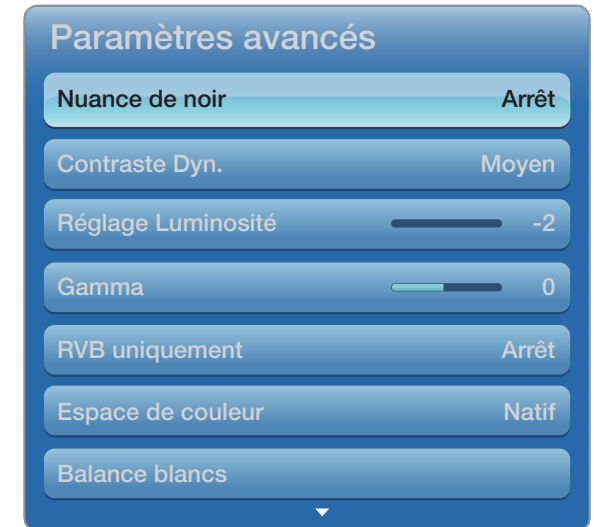 Paramètres avancés
Nuance de noir Arrêt
Contraste Dyn. Moyen
Réglage Luminosité -2
Gamma 0
RVB uniquement Arrêt
Espace de couleur Natif
Balance blancs